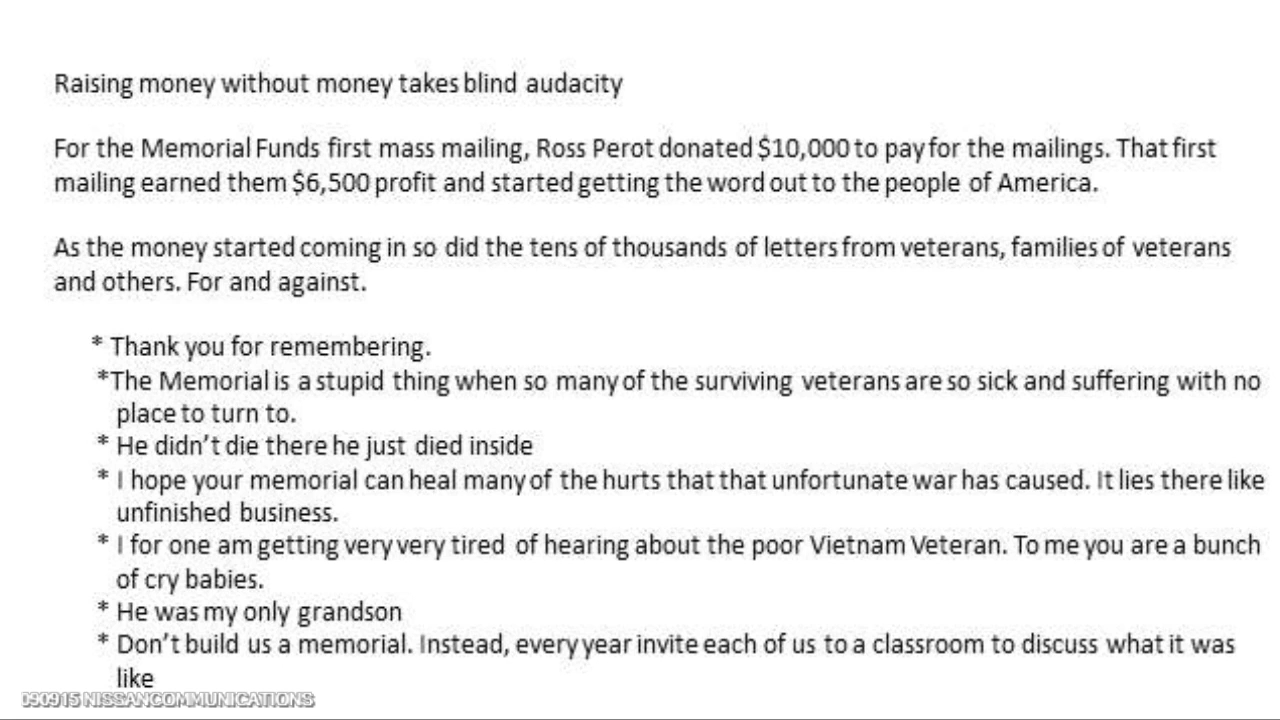 Raising money without money takes blind audacity
For the Memorial Funds first mass mailing, Ross Perot donated $10,000 to pay for the mailings. That first
mailing earned them $6,500 profit and started getting the word out to the people of America.
As the money started coming in so did the tens of thousands of letters from veterans, families of veterans
and others. For and against.
* Thank you for remembering.
*The Memorial is a stupid thing when so many of the surviving veterans are so sick and suffering with no
place to turn to.
* He didn’t die there he just died inside
* I hope your memorial can heal many of the hurts that that unfortunate war has caused. It lies there like
unfinished business.
* I for one am getting very very tired of hearing about the poor Vietnam Veteran. To me you are a bunch
of cry babies.
* He was my only grandson
* Don’t build us a memorial. Instead, every year invite each of us to a classroom to discuss what it was
like
090915 NISSANCOMMUNICATIONS